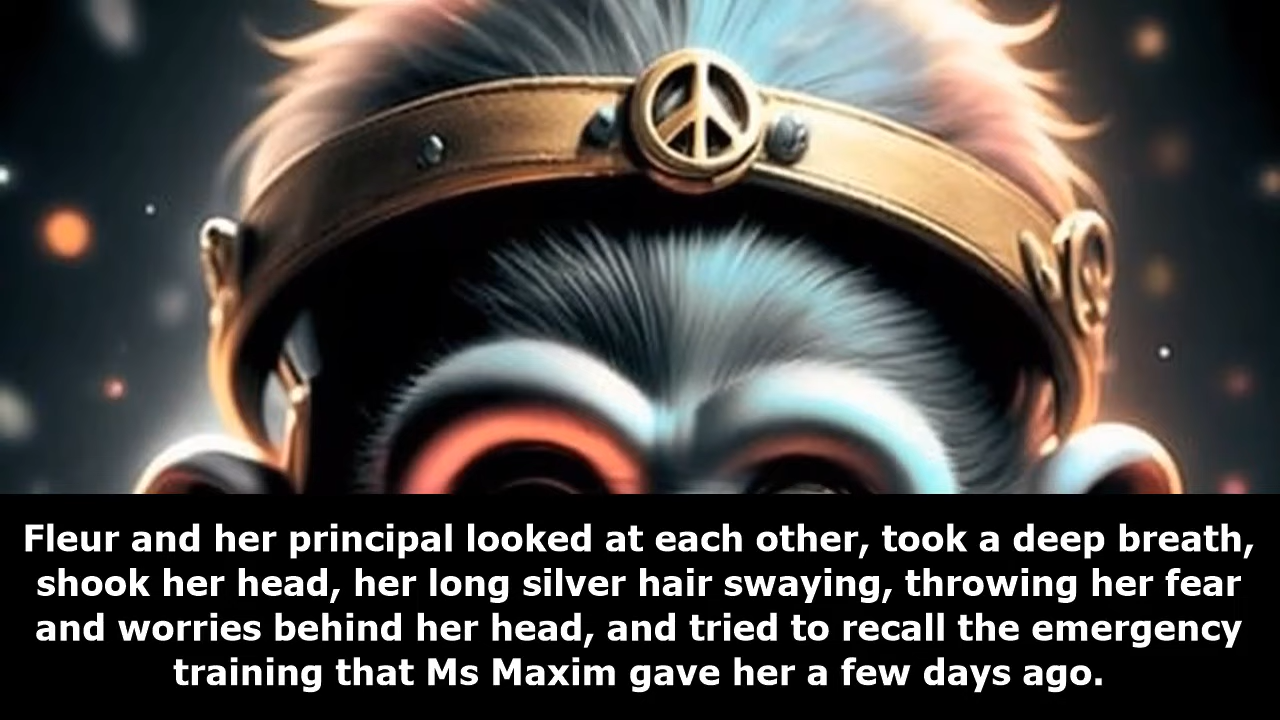 Fleur and her principal looked at each other, took a deep breath,
shook her head, her long silver hair swaying, throwing her fear
and worries behind her head, and tried to recall the emergency
training that Ms Maxim gave her a few days ago.